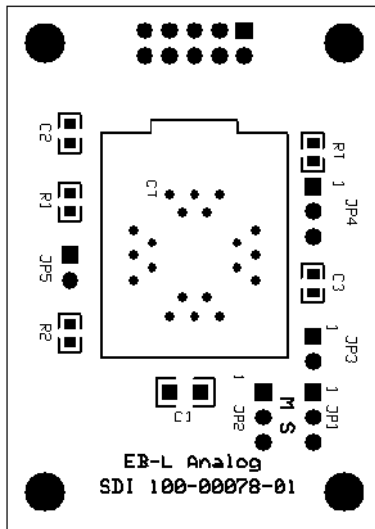 C2
RT
R1
CT
1
JP4
JP5
C3
R2
1
JP3
C1
1
JP2
M S
1
JP1
EB-L Analog
SDI 100-00078-01